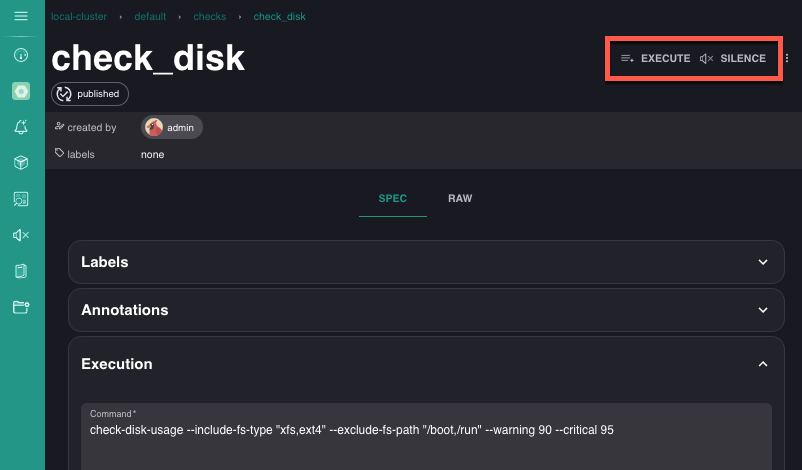 local-cluster › default › checks › check_disk
check_disk
EXECUTE SILENCE
published
created by admin
labels none
SPEC RAW
Labels
Annotations
Execution
Command*
check-disk-usage --include-fs-type "xfs,ext4" --exclude-fs-path "/boot,/run" --warning 90 --critical 95